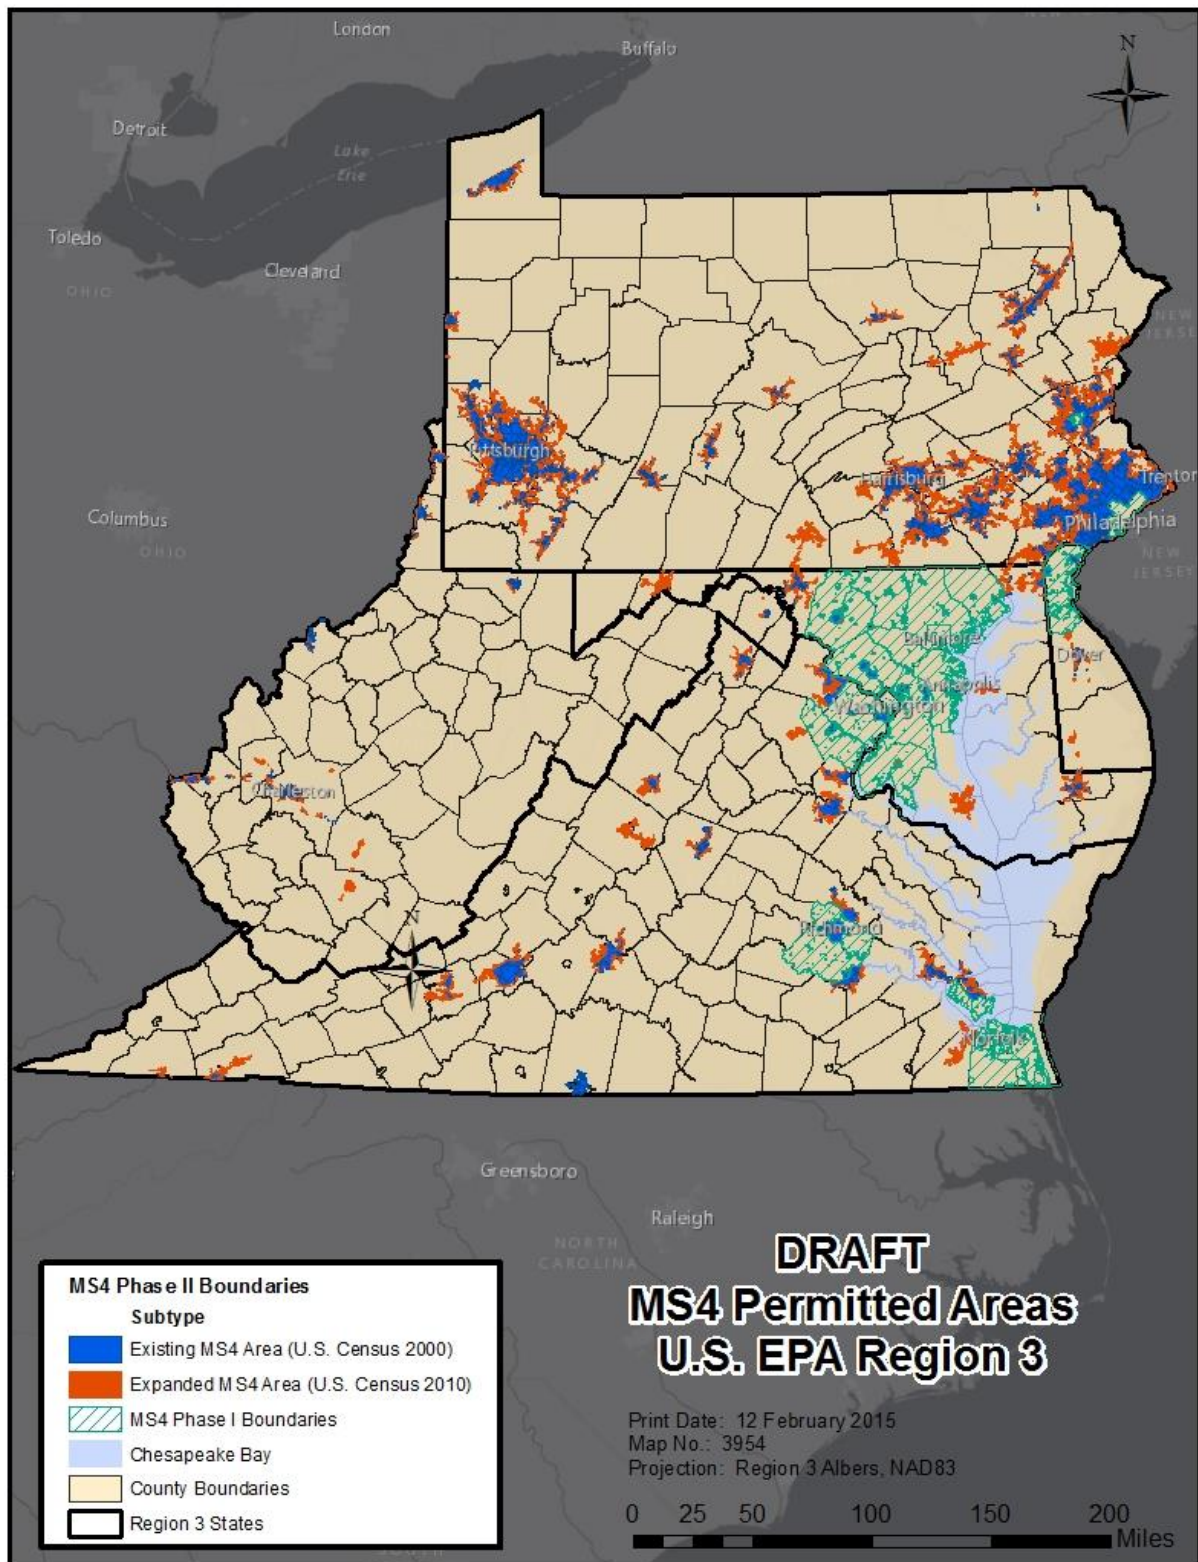 London
Buffalo
N
Detroit
Lake
Erie
Toledo
Cleveland
OHIO
NEW
JERSEY
Pittsburgh
Harrisburg
Trenton
Columbus
OHIO
Philadelphia
NEW
JERSEY
Baltimore
Dover
Annapolis
Washington
Charleston
N
Richmond
Norfolk
Greensboro
Raleigh
NORTH
CAROLINA
DRAFT
MS4 Permitted Areas
U.S. EPA Region 3
MS4 Phase II Boundaries
Subtype
Existing MS4 Area (U.S. Census 2000)
Expanded MS4 Area (U.S. Census 2010)
MS4 Phase I Boundaries
Chesapeake Bay
County Boundaries
Region 3 States
Print Date: 12 February 2015
Map No.: 3954
Projection: Region 3 Albers, NAD83
0 25 50 100 150 200
Miles